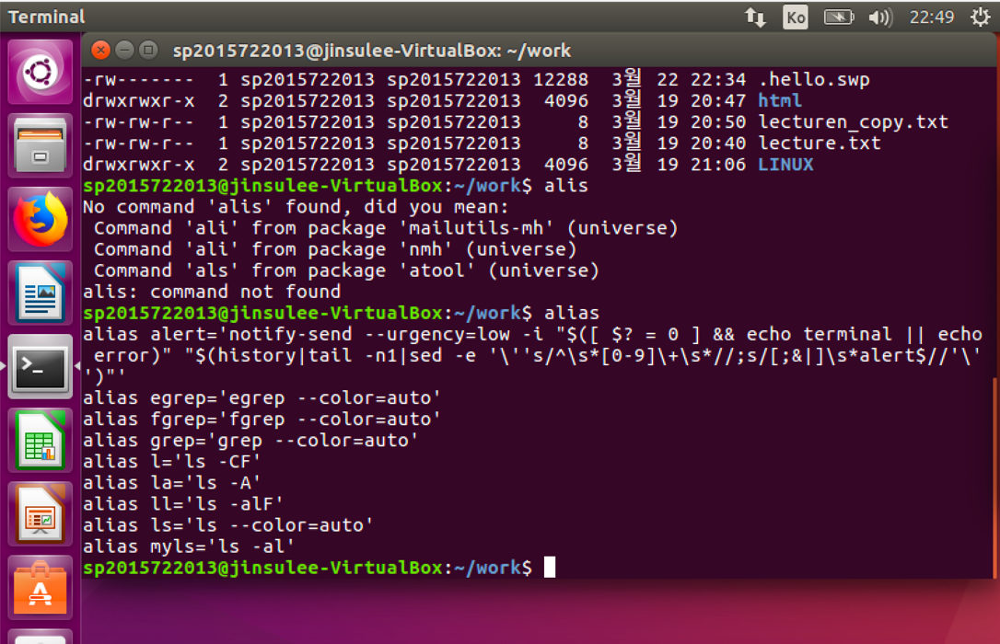 Terminal
Ko
22:49
sp2015722013@jinsulee-VirtualBox: ~/work
-rw------- 1 sp2015722013 sp2015722013 12288 3월 22 22:34 .hello.swp
drwxrwxr-x 2 sp2015722013 sp2015722013 4096 3월 19 20:47 html
-rw-rw-r-- 1 sp2015722013 sp2015722013 8 3월 19 20:50 lecturen_copy.txt
-rw-rw-r-- 1 sp2015722013 sp2015722013 8 3월 19 20:40 lecture.txt
drwxrwxr-x 2 sp2015722013 sp2015722013 4096 3월 19 21:06 LINUX
sp2015722013@jinsulee-VirtualBox:~/work$ alis
No command 'alis' found, did you mean:
 Command 'ali' from package 'mailutils-mh' (universe)
 Command 'ali' from package 'nmh' (universe)
 Command 'als' from package 'atool' (universe)
alis: command not found
sp2015722013@jinsulee-VirtualBox:~/work$ alias
alias alert='notify-send --urgency=low -i "$([ $? = 0 ] && echo terminal || echo
 error)" "$(history|tail -n1|sed -e '\''s/^\s*[0-9]\+\s*//;s/[;&|]\s*alert$//'\'
')"'
alias egrep='egrep --color=auto'
alias fgrep='fgrep --color=auto'
alias grep='grep --color=auto'
alias l='ls -CF'
alias la='ls -A'
alias ll='ls -alF'
alias ls='ls --color=auto'
alias myls='ls -al'
sp2015722013@jinsulee-VirtualBox:~/work$